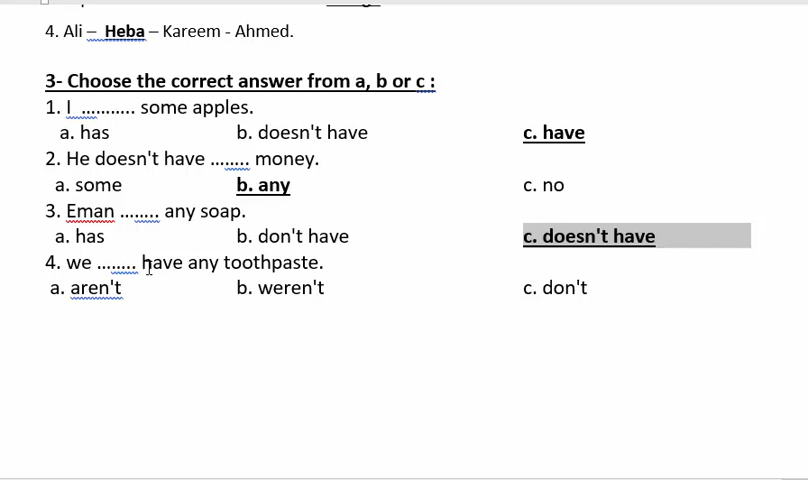 4. Ali – Heba – Kareem - Ahmed.
3- Choose the correct answer from a, b or c :
1. I ........... some apples.
a. has b. doesn't have c. have
2. He doesn't have ........ money.
a. some b. any c. no
3. Eman ........ any soap.
a. has b. don't have c. doesn't have
4. we ........ have any toothpaste.
a. aren't b. weren't c. don't